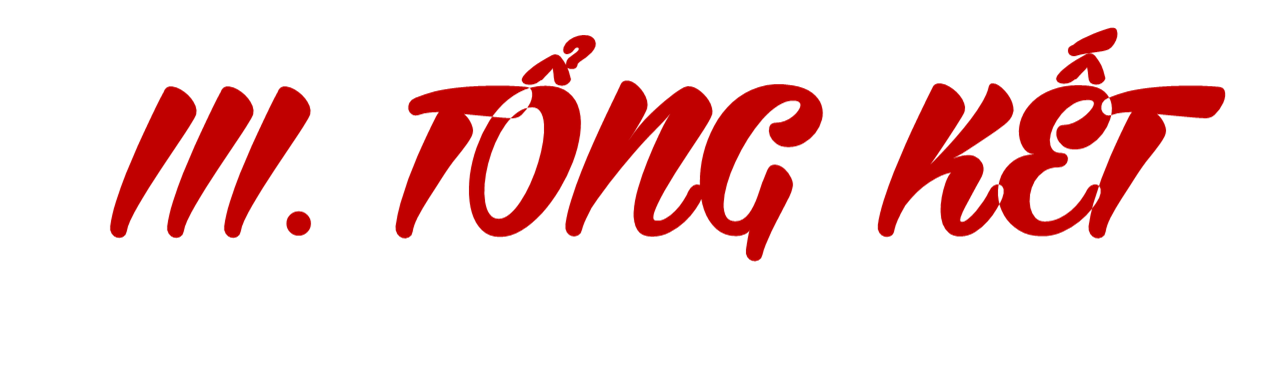 III. TỔNG KẾT